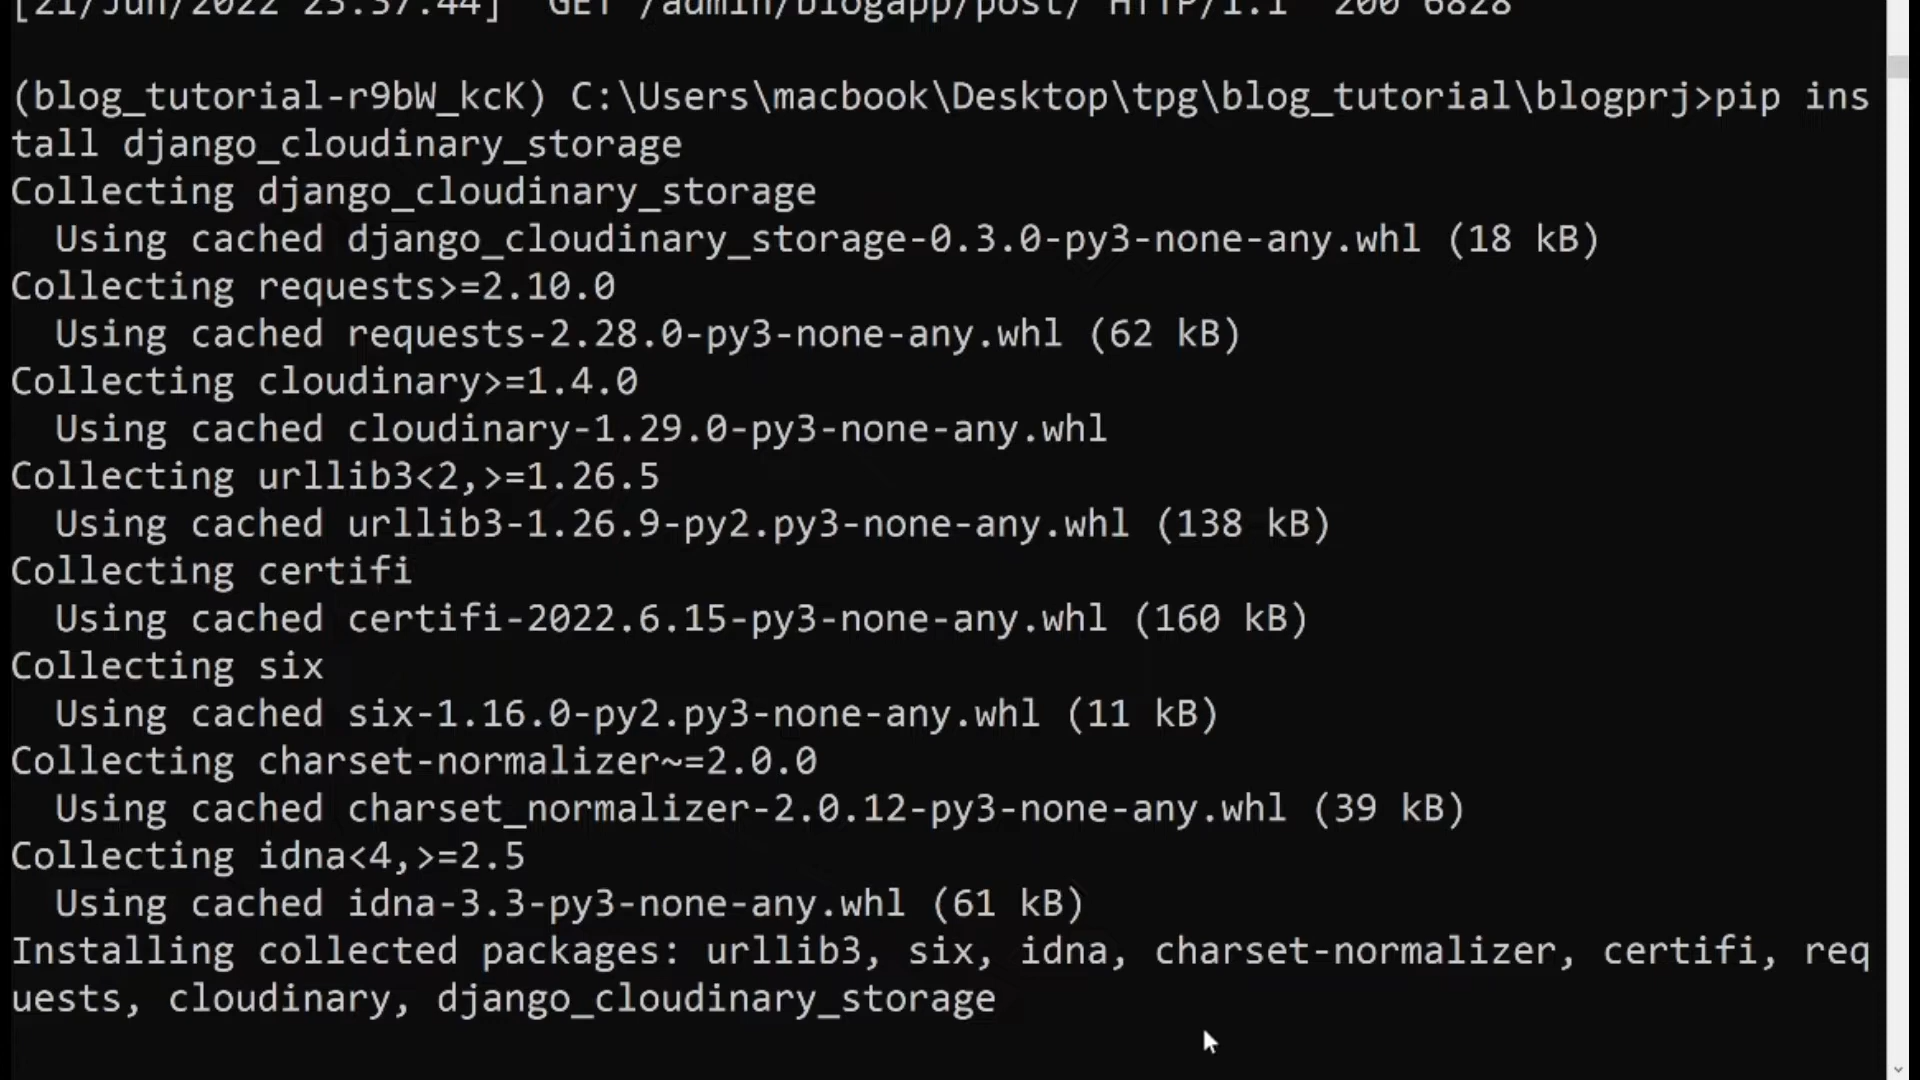 [21/Jun/2022 23:37:44] "GET /admin/blogapp/post/ HTTP/1.1" 200 6828
(blog_tutorial-r9bW_kcK) C:\Users\macbook\Desktop\tpg\blog_tutorial\blogprj>pip ins
tall django_cloudinary_storage
Collecting django_cloudinary_storage
  Using cached django_cloudinary_storage-0.3.0-py3-none-any.whl (18 kB)
Collecting requests>=2.10.0
  Using cached requests-2.28.0-py3-none-any.whl (62 kB)
Collecting cloudinary>=1.4.0
  Using cached cloudinary-1.29.0-py3-none-any.whl
Collecting urllib3<2,>=1.26.5
  Using cached urllib3-1.26.9-py2.py3-none-any.whl (138 kB)
Collecting certifi
  Using cached certifi-2022.6.15-py3-none-any.whl (160 kB)
Collecting six
  Using cached six-1.16.0-py2.py3-none-any.whl (11 kB)
Collecting charset-normalizer~=2.0.0
  Using cached charset_normalizer-2.0.12-py3-none-any.whl (39 kB)
Collecting idna<4,>=2.5
  Using cached idna-3.3-py3-none-any.whl (61 kB)
Installing collected packages: urllib3, six, idna, charset-normalizer, certifi, req
uests, cloudinary, django_cloudinary_storage